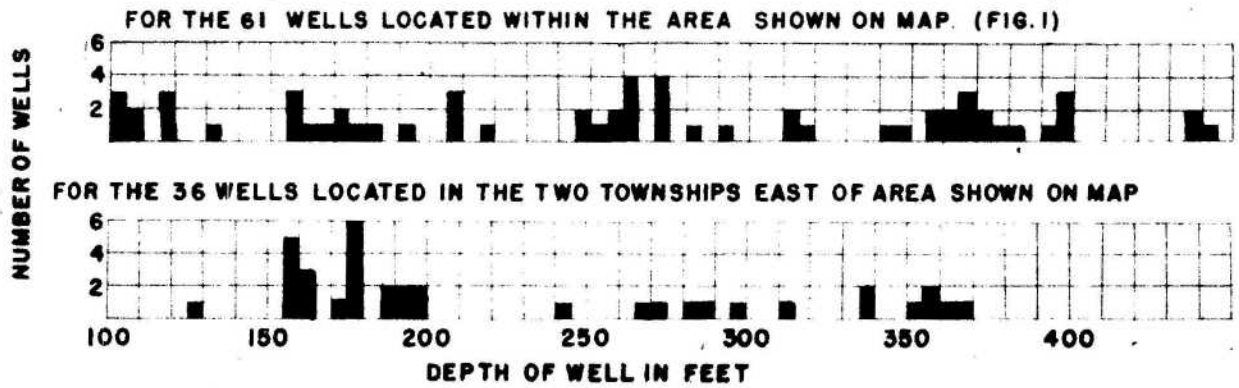 FOR THE 61 WELLS LOCATED WITHIN THE AREA SHOWN ON MAP. (FIG. 1)
6
4
2
NUMBER OF WELLS
FOR THE 36 WELLS LOCATED IN THE TWO TOWNSHIPS EAST OF AREA SHOWN ON MAP
6
4
2
100 150 200 250 300 350 400
DEPTH OF WELL IN FEET